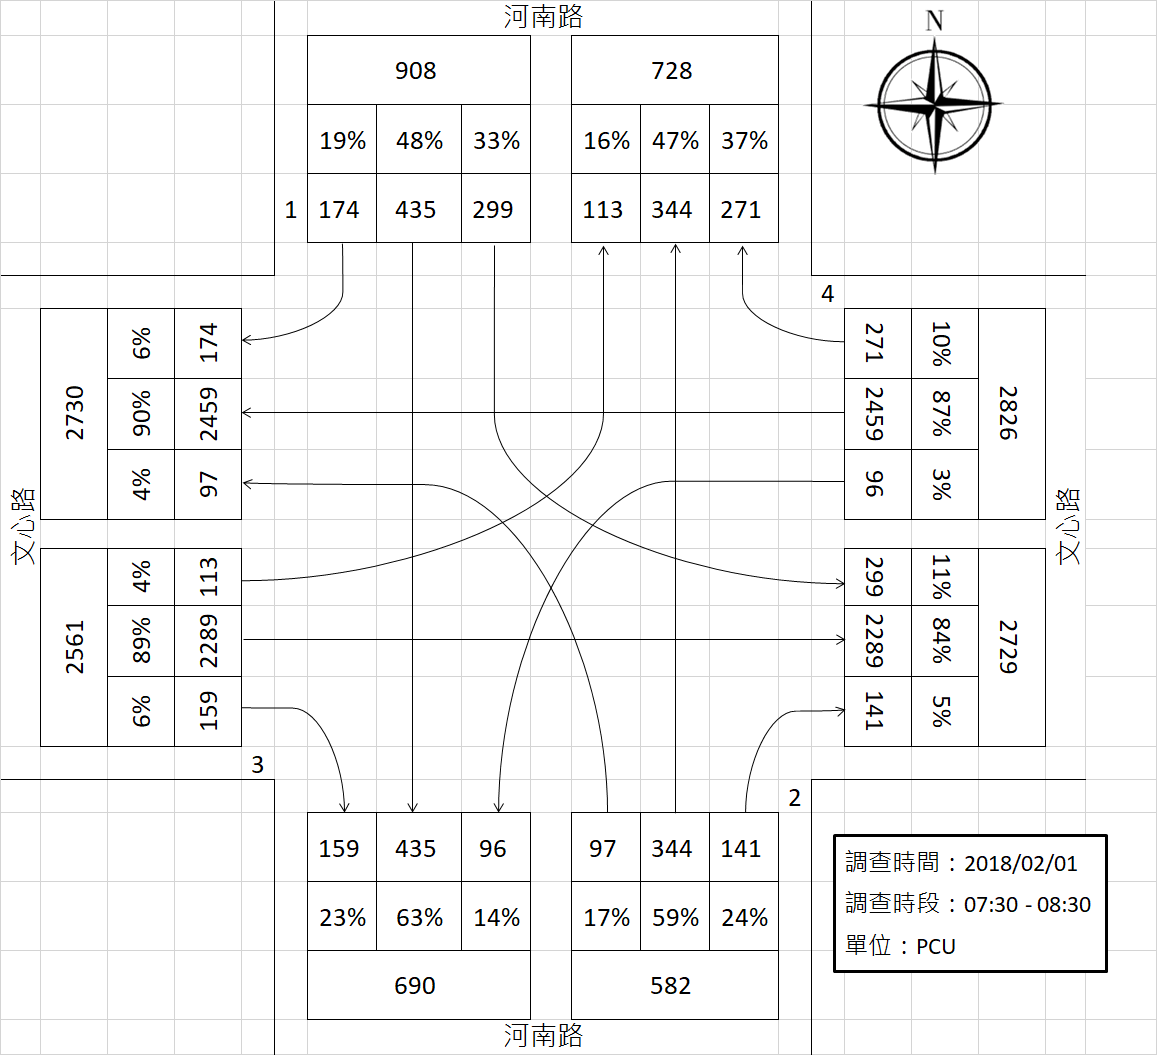 河南路
N
908
728
19% 48% 33%
16% 47% 37%
1
174 435 299
113 344 271
4
2730
6% 174
90% 2459
4% 97
271 10%
2459 87%
96 3%
2826
文心路
文心路
2561
4% 113
89% 2289
6% 159
299 11%
2289 84%
141 5%
2729
3
2
159 435 96
97 344 141
23% 63% 14%
17% 59% 24%
690
582
河南路
調查時間：2018/02/01
調查時段：07:30 - 08:30
單位：PCU